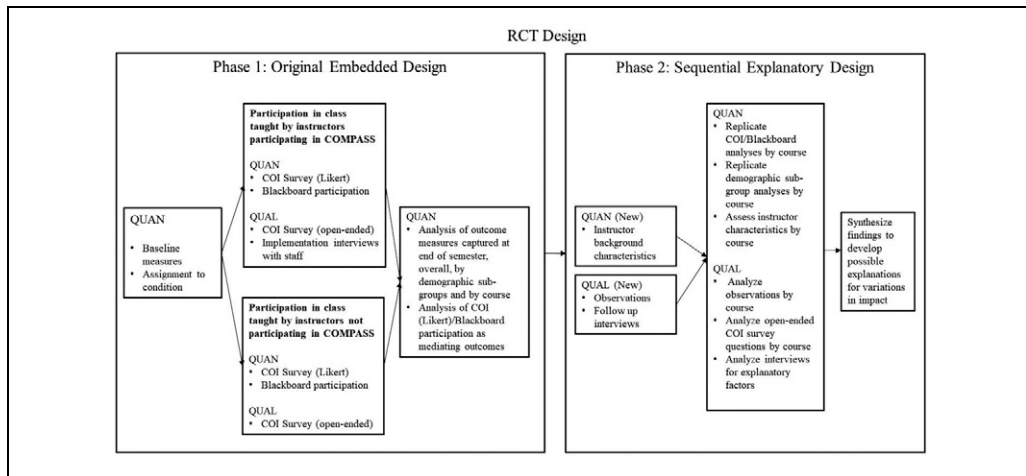 RCT Design
Phase 1: Original Embedded Design
QUAN
• Baseline
measures
• Assignment to
condition
Participation in class
taught by instructors
participating in COMPASS
QUAN
• COI Survey (Likert)
• Blackboard participation
QUAL
• COI Survey (open-ended)
• Implementation interviews
with staff
Participation in class
taught by instructors not
participating in COMPASS
QUAN
• COI Survey (Likert)
• Blackboard participation
QUAL
• COI Survey (open-ended)
QUAN
• Analysis of outcome
measures captured at
end of semester,
overall, by
demographic sub-
groups and by course
• Analysis of COI
(Likert)/Blackboard
participation as
mediating outcomes
Phase 2: Sequential Explanatory Design
QUAN (New)
• Instructor
background
characteristics
QUAL (New)
• Observations
• Follow up
interviews
QUAN
• Replicate
COI/Blackboard
analyses by course
• Replicate
demographic sub-
group analyses by
course
• Assess instructor
characteristics by
course
QUAL
• Analyze
observations by
course
• Analyze open-ended
COI survey
questions by course
• Analyze interviews
for explanatory
factors
Synthesize
findings to
develop
possible
explanations
for variations
in impact